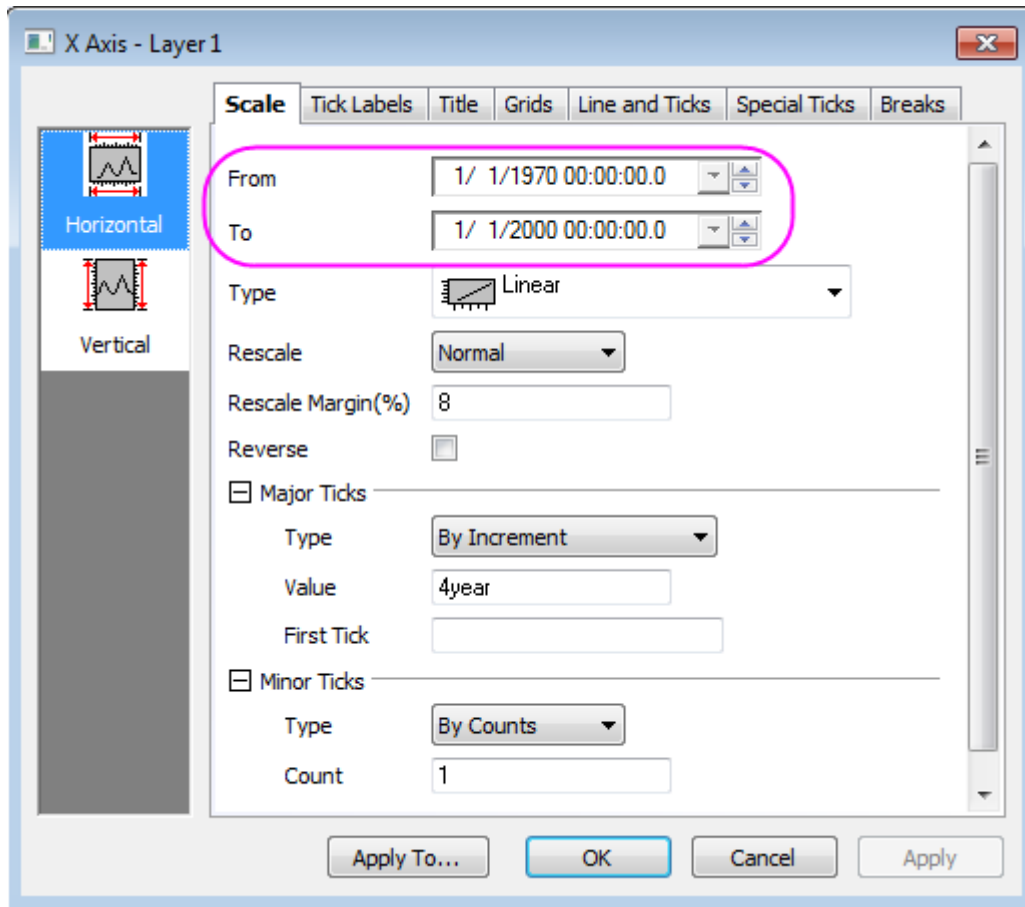 X Axis - Layer 1
Scale Tick Labels Title Grids Line and Ticks Special Ticks Breaks
Horizontal
Vertical
From 1/ 1/1970 00:00:00.0
To 1/ 1/2000 00:00:00.0
Type Linear
Rescale Normal
Rescale Margin(%) 8
Reverse
Major Ticks
Type By Increment
Value 4year
First Tick
Minor Ticks
Type By Counts
Count 1
Apply To... OK Cancel Apply